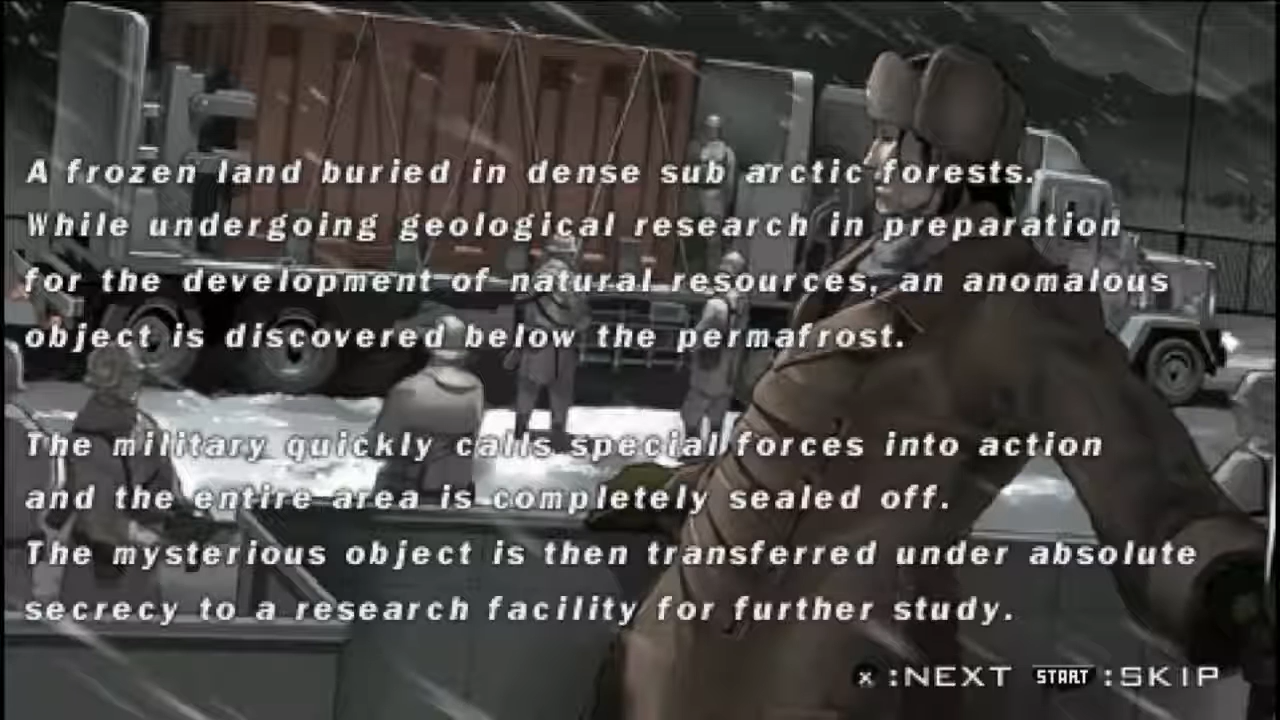 A frozen land buried in dense sub arctic forests.
While undergoing geological research in preparation
for the development of natural resources, an anomalous
object is discovered below the permafrost.
The military quickly calls special forces into action
and the entire area is completely sealed off.
The mysterious object is then transferred under absolute
secrecy to a research facility for further study.
x :NEXT START :SKIP